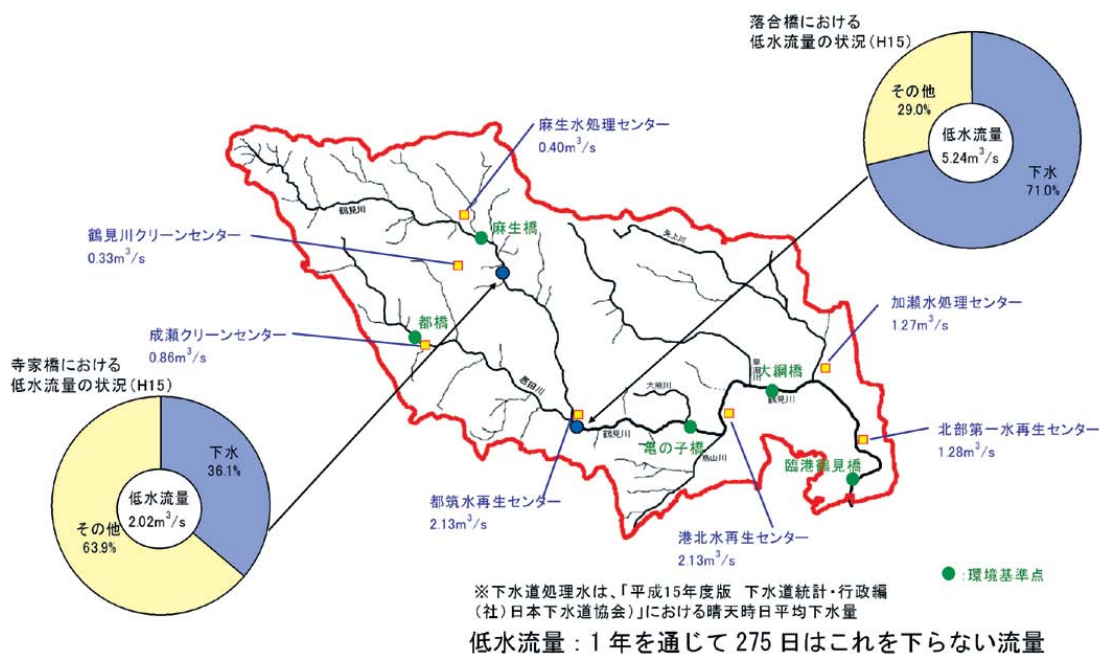 落合橋における
低水流量の状況(H15)
その他
29.0%
低水流量
5.24m³/s
下水
71.0%
麻生水処理センター
0.40m³/s
鶴見川
麻生橋
矢上川
鶴見川クリーンセンター
0.33m³/s
加瀬水処理センター
1.27m³/s
都橋
成瀬クリーンセンター
0.86m³/s
寺家橋における
低水流量の状況(H15)
恩田川
早渕川
大綱橋
鶴見川
大熊川
鶴見川
亀の子橋
鳥山川
北部第一水再生センター
1.28m³/s
臨港鶴見橋
下水
36.1%
低水流量
2.02m³/s
その他
63.9%
都筑水再生センター
2.13m³/s
港北水再生センター
2.13m³/s
:環境基準点
※下水道処理水は、「平成15年度版 下水道統計・行政編
(社)日本下水道協会)」における晴天時日平均下水量
低水流量:1年を通じて275日はこれを下らない流量